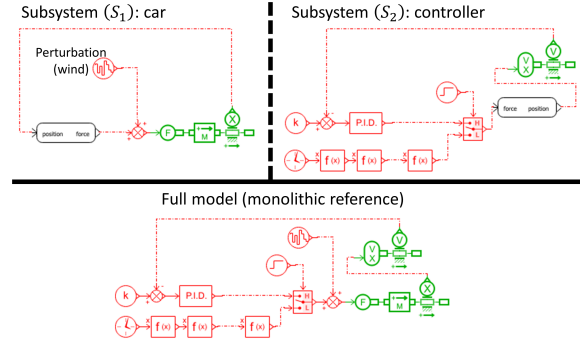 Subsystem (S₁): car
Subsystem (S₂): controller
Perturbation
(wind)
position force
F
M
X
V
V
X
k
P.I.D.
H
L
force position
x f(x) x f(x) x f(x)
Full model (monolithic reference)
V
V
X
X
k
P.I.D.
H
L
F
M
x f(x) x f(x) x f(x)